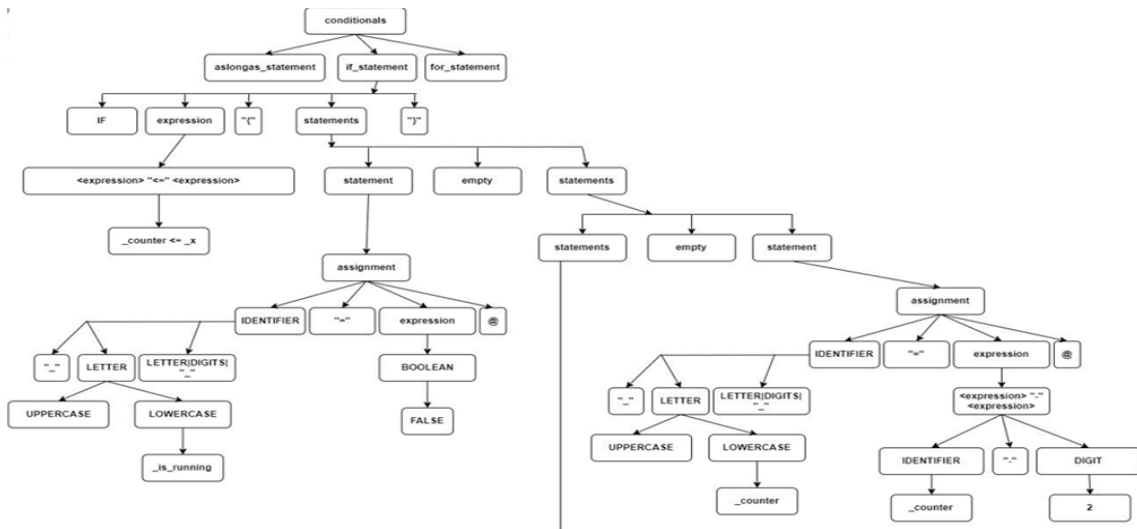 conditionals
aslongas_statement if_statement for_statement
IF expression "(" statements ")"
<expression> "<=" <expression> statement empty statements
_counter <= _x statements empty statement
assignment
assignment
IDENTIFIER "=" expression @
IDENTIFIER "=" expression @
"_" LETTER LETTER|DIGITS|
"_"
BOOLEAN
"_" LETTER LETTER|DIGITS|
"_"
<expression> "-"
<expression>
UPPERCASE LOWERCASE FALSE
UPPERCASE LOWERCASE IDENTIFIER "-" DIGIT
_is_running
_counter _counter 2